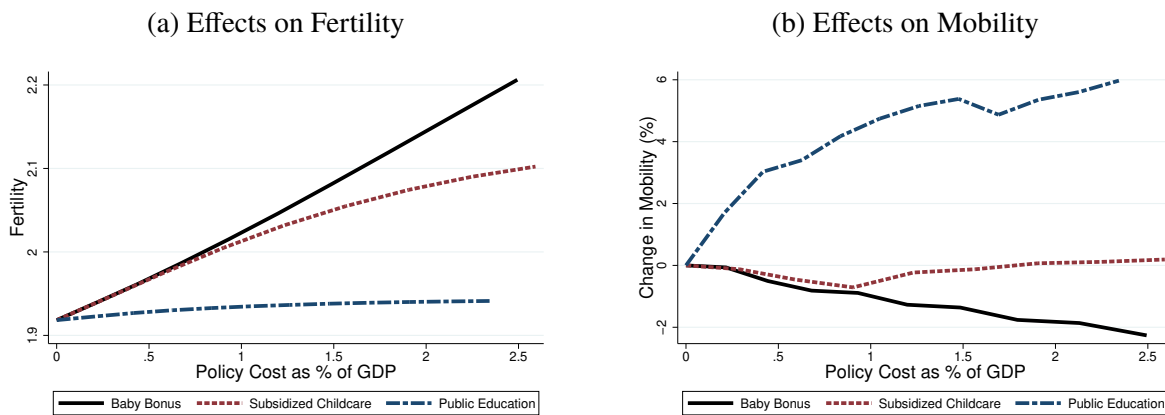 (a) Effects on Fertility
2.2
2.1
2
1.9
Fertility
0
.5
1
1.5
2
2.5
Policy Cost as % of GDP
Baby Bonus
Subsidized Childcare
Public Education
(b) Effects on Mobility
6
4
2
0
−2
Change in Mobility (%)
0
.5
1
1.5
2
2.5
Policy Cost as % of GDP
Baby Bonus
Subsidized Childcare
Public Education